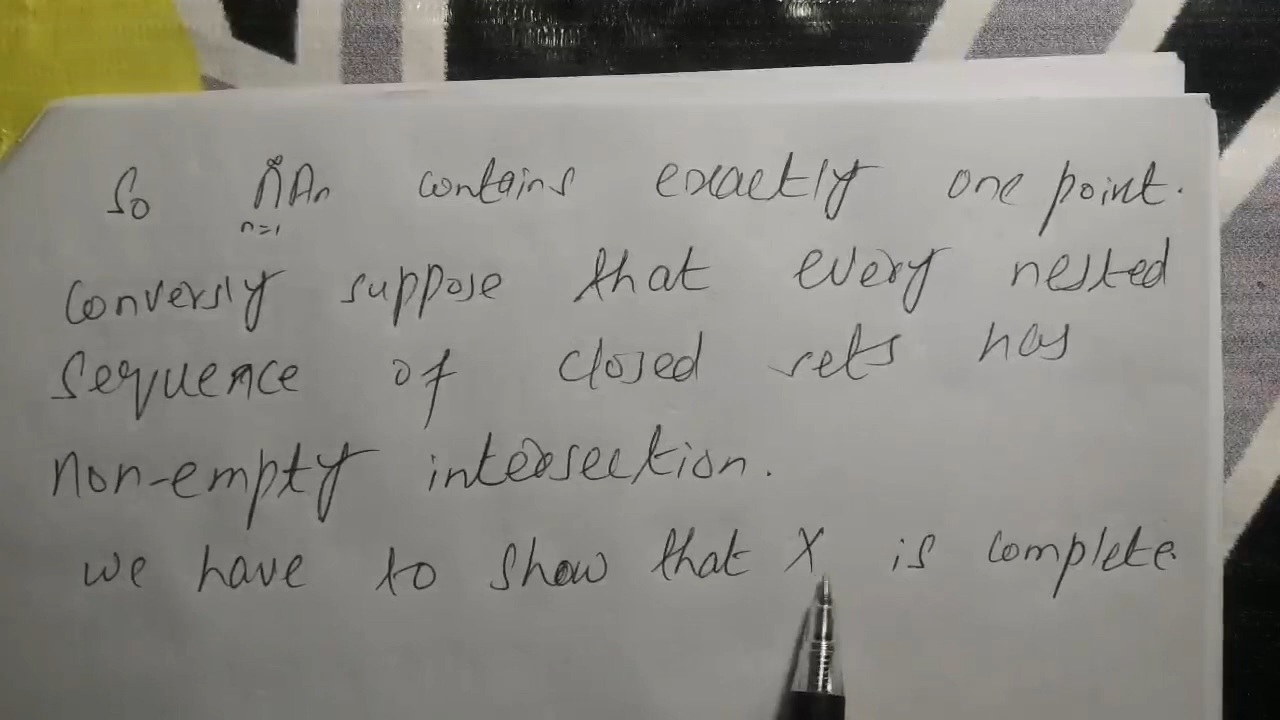 So ∞∩n=1 An contains exactly one point.
conversly suppose that every nested
sequence of closed sets has
non-empty intersection.
we have to show that X is complete.